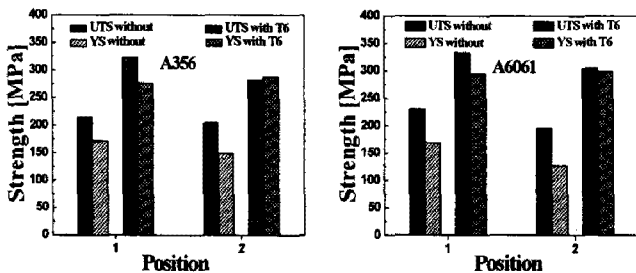 UTS without UTS with T6
YS without YS with T6
A356
Strength [MPa]
400
350
300
250
200
150
100
50
0
1 2
Position
UTS without UTS with T6
YS without YS with T6
A6061
Strength [MPa]
400
350
300
250
200
150
100
50
0
1 2
Position